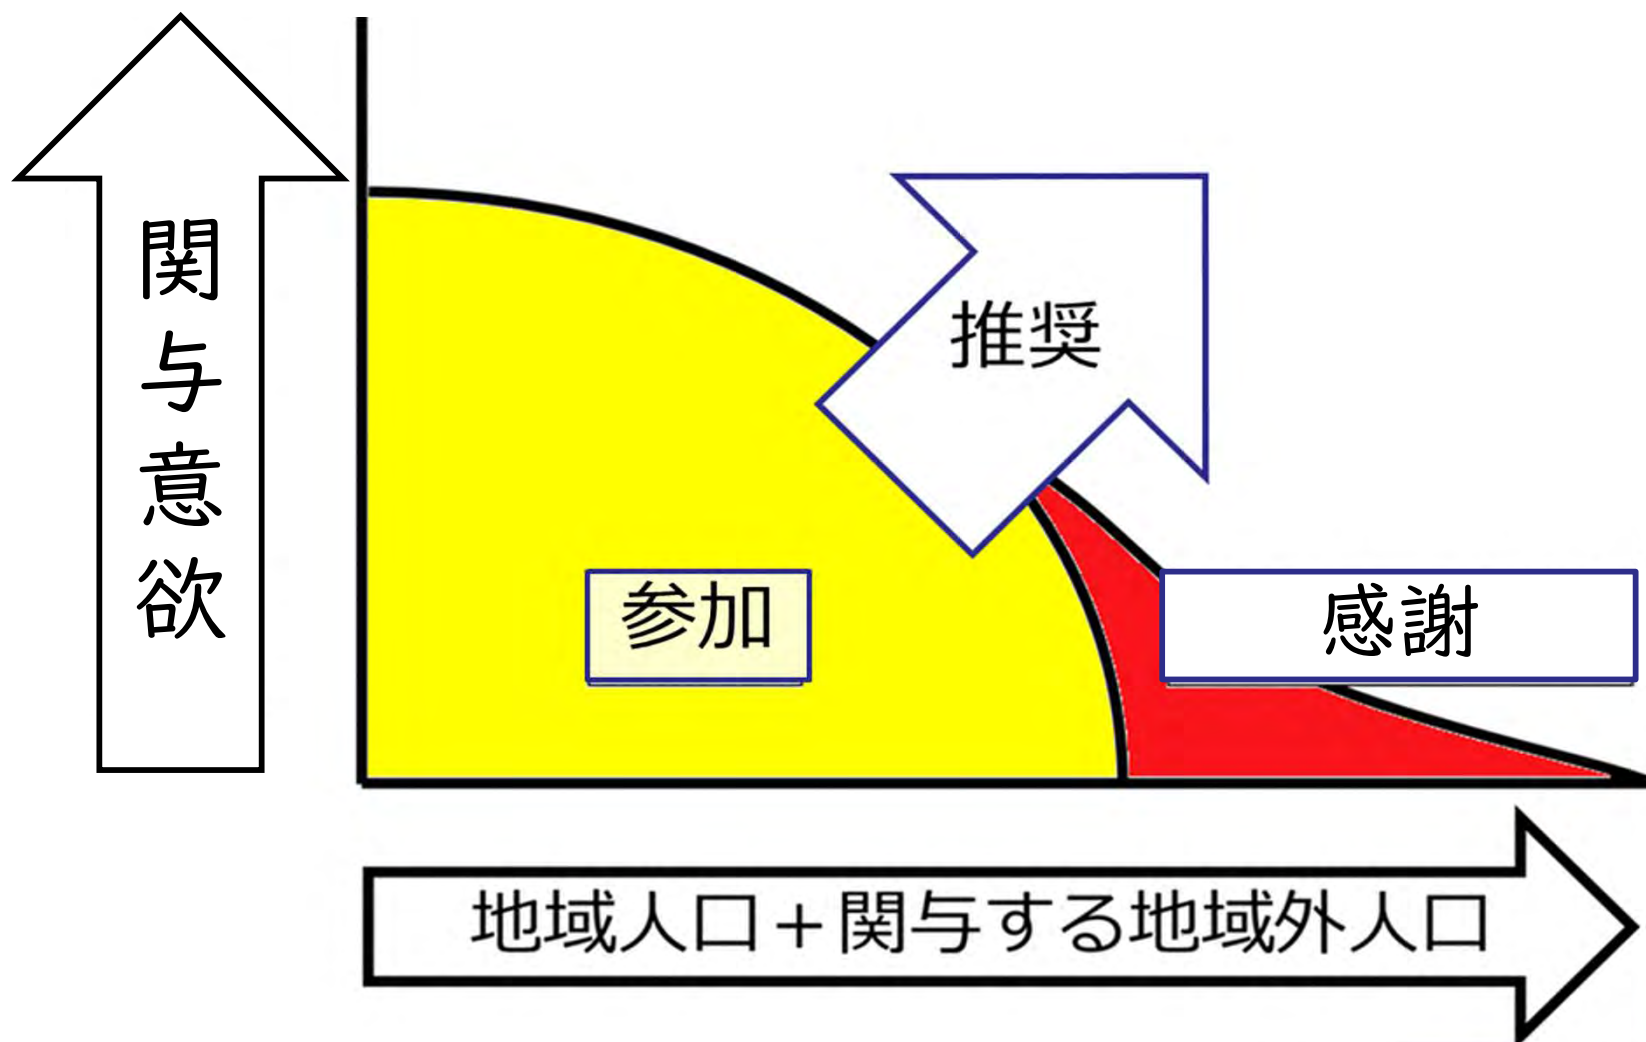 関与意欲
推奨
参加
感謝
地域人口+関与する地域外人口